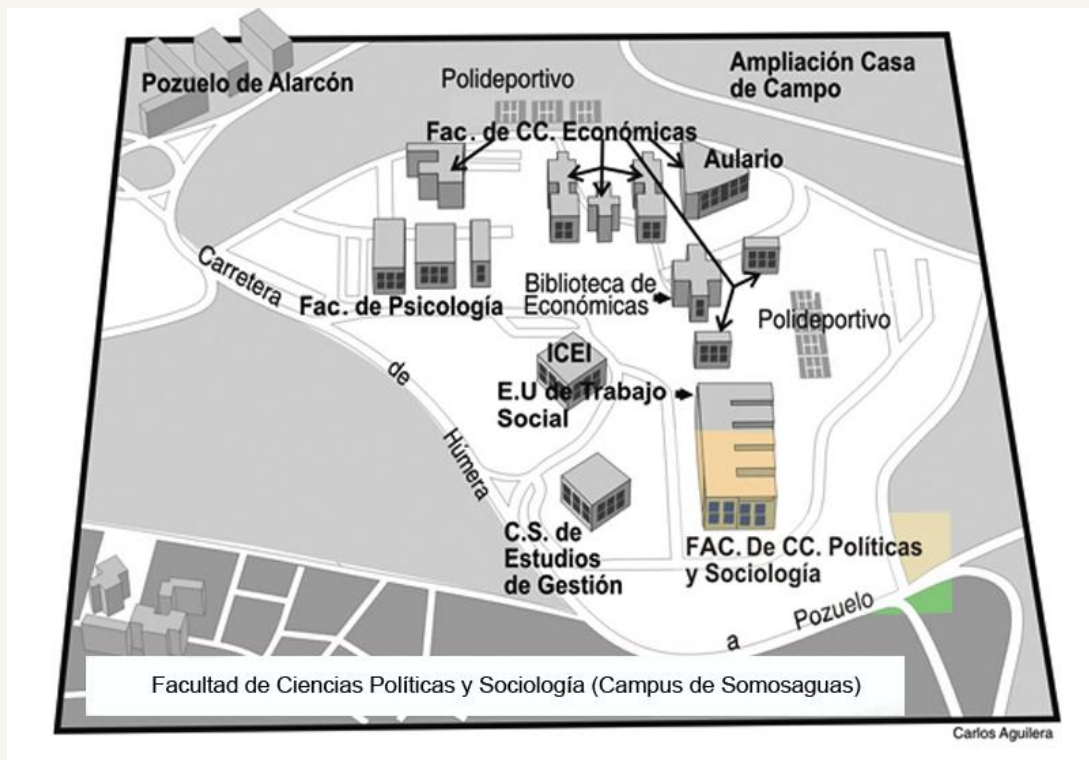 Pozuelo de Alarcón
Polideportivo
Ampliación Casa
de Campo
Fac. de CC. Económicas
Aulario
Carretera
de
Húmera
a
Pozuelo
Fac. de Psicología
Biblioteca de
Económicas
Polideportivo
ICEI
E.U de Trabajo
Social
C.S. de
Estudios
de Gestión
FAC. De CC. Políticas
y Sociología
Facultad de Ciencias Políticas y Sociología (Campus de Somosaguas)
Carlos Aguilera